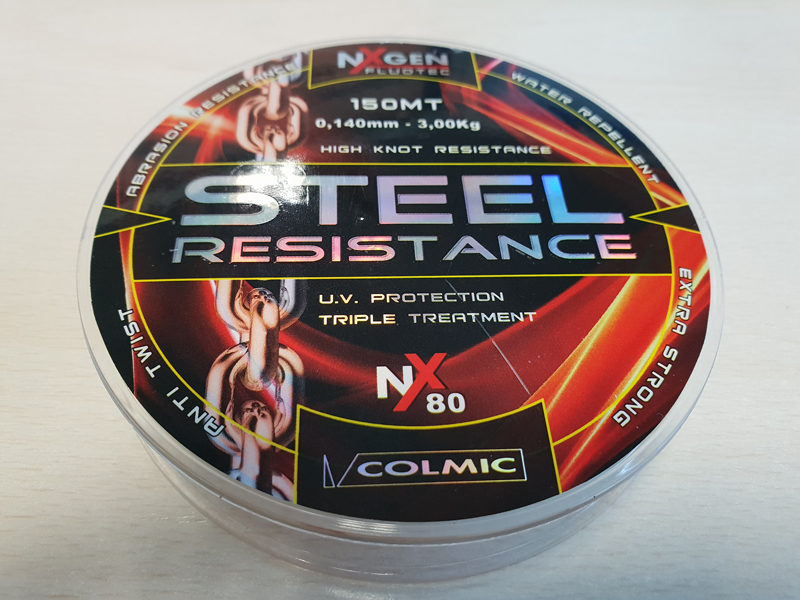 NXGEN
FLUOTEC
ABRASION RESISTANCE
WATER REPELLENT
150MT
0,140mm - 3,00Kg
HIGH KNOT RESISTANCE
STEEL
RESISTANCE
U.V. PROTECTION
TRIPLE TREATMENT
ANTI TWIST
EXTRA STRONG
NX80
COLMIC